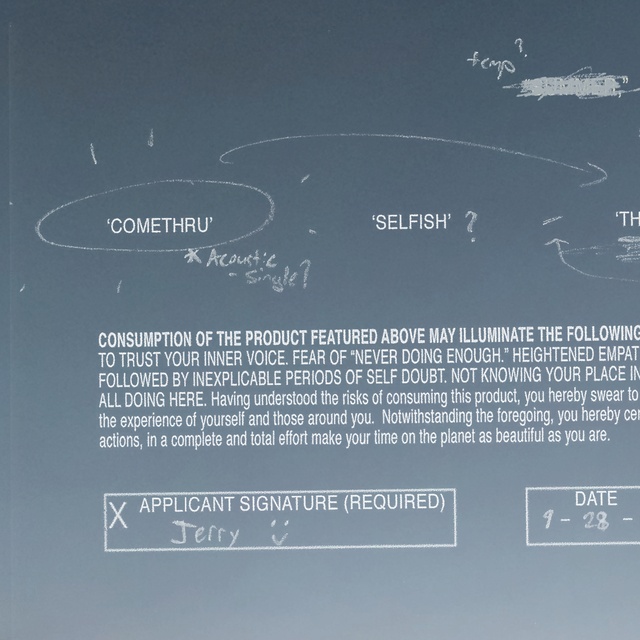 temp?
'COMETHRU'
'SELFISH' ?
'TH
* Acoustic
- Single?
CONSUMPTION OF THE PRODUCT FEATURED ABOVE MAY ILLUMINATE THE FOLLOWING
TO TRUST YOUR INNER VOICE. FEAR OF “NEVER DOING ENOUGH.” HEIGHTENED EMPAT
FOLLOWED BY INEXPLICABLE PERIODS OF SELF DOUBT. NOT KNOWING YOUR PLACE IN
ALL DOING HERE. Having understood the risks of consuming this product, you hereby swear to
the experience of yourself and those around you. Notwithstanding the foregoing, you hereby cer
actions, in a complete and total effort make your time on the planet as beautiful as you are.
X APPLICANT SIGNATURE (REQUIRED)
Jerry
DATE
9 - 28 -